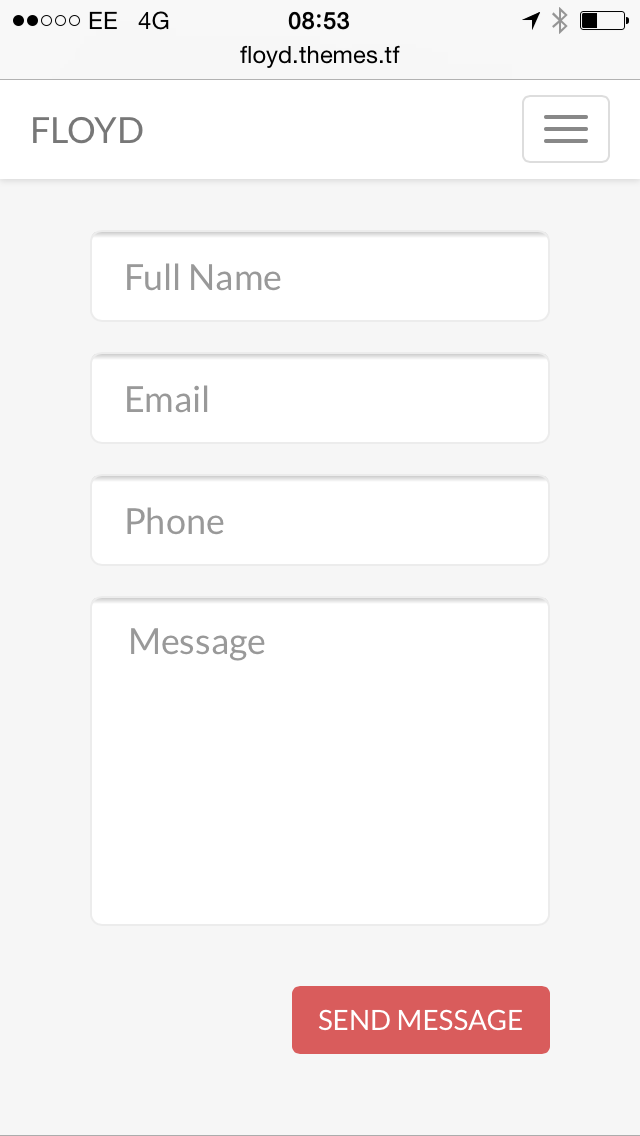 EE 4G 08:53
floyd.themes.tf
FLOYD
Full Name
Email
Phone
Message
SEND MESSAGE